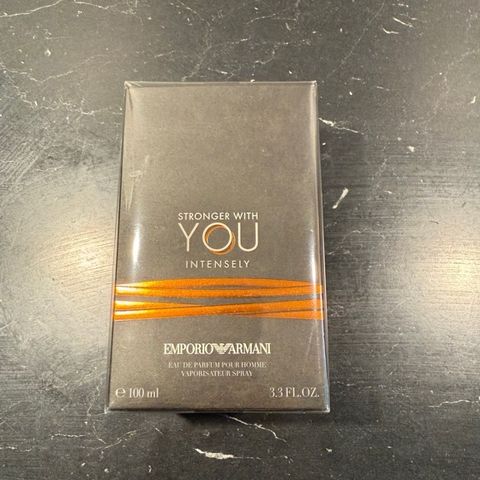 STRONGER WITH
YOU
INTENSELY
EMPORIO ARMANI
EAU DE PARFUM POUR HOMME
VAPORISATEUR SPRAY
℮ 100 ml 3.3 FL.OZ.